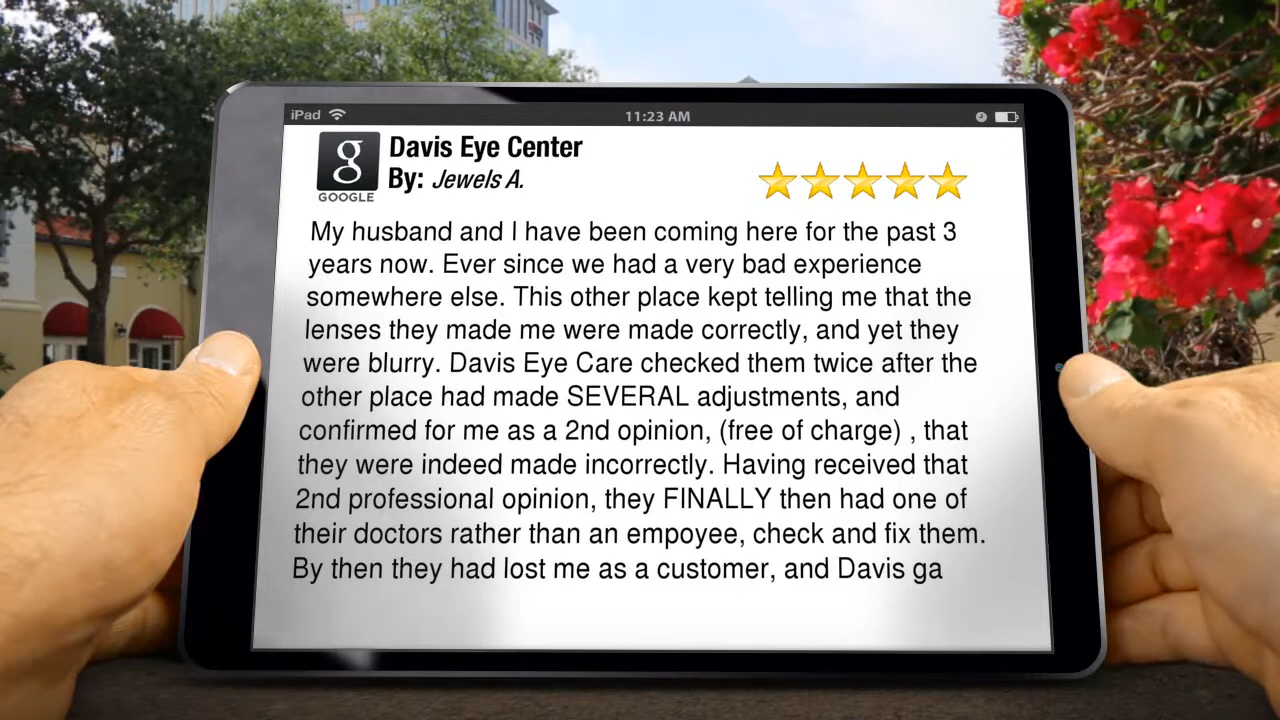 iPad
11:23 AM
g
GOOGLE
Davis Eye Center
By: Jewels A.
My husband and I have been coming here for the past 3
years now. Ever since we had a very bad experience
somewhere else. This other place kept telling me that the
lenses they made me were made correctly, and yet they
were blurry. Davis Eye Care checked them twice after the
other place had made SEVERAL adjustments, and
confirmed for me as a 2nd opinion, (free of charge) , that
they were indeed made incorrectly. Having received that
2nd professional opinion, they FINALLY then had one of
their doctors rather than an empoyee, check and fix them.
By then they had lost me as a customer, and Davis ga